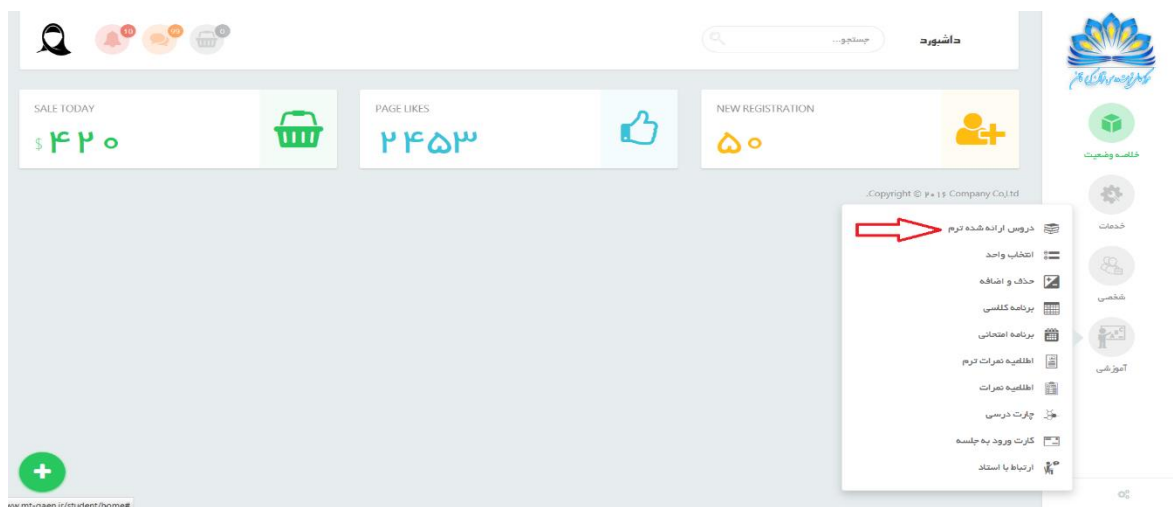 داشبورد
جستجو...
0
99
10
خلاصه وضعیت
خدمات
شخصی
آموزشی
NEW REGISTRATION
۵۰
PAGE LIKES
۲۴۵۳
SALE TODAY
$ ۴۲۰
.Copyright © ۲۰۱۶ Company Co,Ltd
دروس ارائه شده ترم
انتخاب واحد
حذف و اضافه
برنامه کلاسی
برنامه امتحانی
اطلاعیه نمرات ترم
اطلاعیه نمرات
چارت درسی
کارت ورود به جلسه
ارتباط با استاد
www.mt-qaen.ir/student/home#